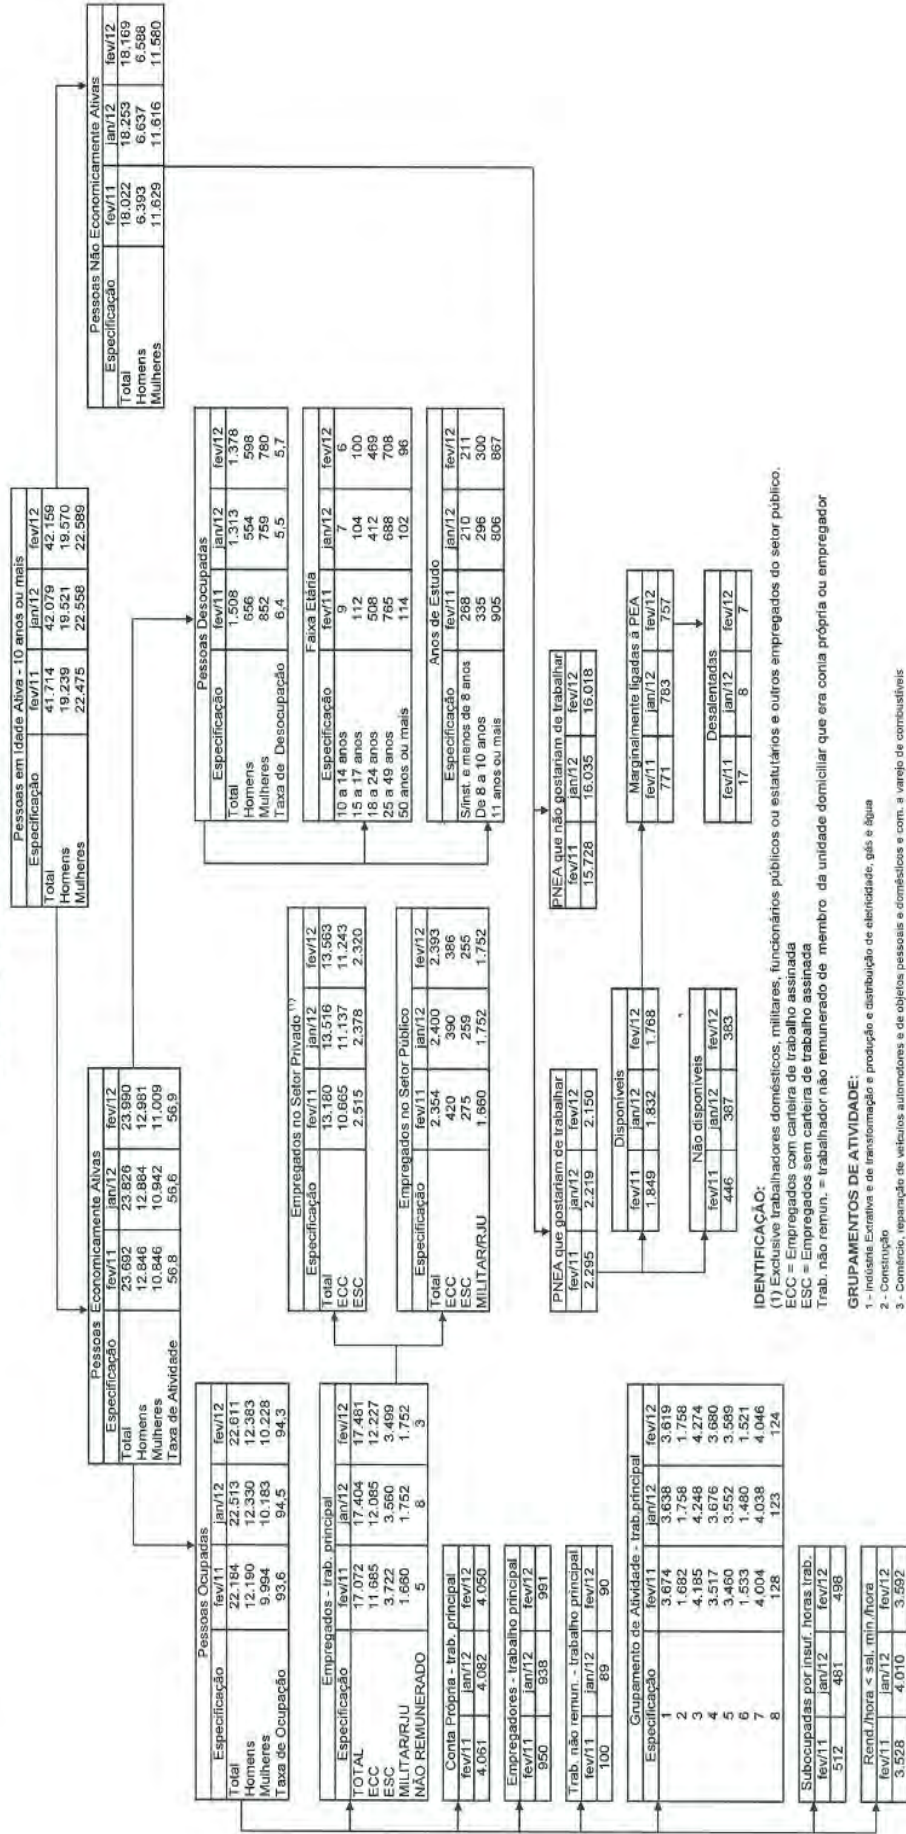 Pessoas em Idade Ativa - 10 anos ou mais
Especificação fev/11 jan/12 fev/12
Total 41.714 42.079 42.159
Homens 19.239 19.521 19.570
Mulheres 22.475 22.558 22.589
Pessoas Economicamente Ativas
Especificação fev/11 jan/12 fev/12
Total 23.692 23.826 23.990
Homens 12.846 12.884 12.981
Mulheres 10.846 10.942 11.009
Taxa de Atividade 56,8 56,6 56,9
Pessoas Não Economicamente Ativas
Especificação fev/11 jan/12 fev/12
Total 18.022 18.253 18.169
Homens 6.393 6.637 6.588
Mulheres 11.629 11.616 11.580
Pessoas Ocupadas
Especificação fev/11 jan/12 fev/12
Total 22.184 22.513 22.611
Homens 12.190 12.330 12.383
Mulheres 9.994 10.183 10.228
Taxa de Ocupação 93,6 94,5 94,3
Pessoas Desocupadas
Especificação fev/11 jan/12 fev/12
Total 1.508 1.313 1.378
Homens 656 554 598
Mulheres 852 759 780
Taxa de Desocupação 6,4 5,5 5,7
Empregados - trab. principal
Especificação fev/11 jan/12 fev/12
TOTAL 17.072 17.404 17.481
ECC 11.685 12.085 12.227
ESC 3.722 3.560 3.499
MILITAR/RJU 1.660 1.752 1.752
NÃO REMUNERADO 5 8 3
Empregados no Setor Privado (1)
Especificação fev/11 jan/12 fev/12
Total 13.180 13.516 13.563
ECC 10.665 11.137 11.243
ESC 2.515 2.378 2.320
Empregados no Setor Público
Especificação fev/11 jan/12 fev/12
Total 2.354 2.400 2.393
ECC 420 390 386
ESC 275 259 255
MILITAR/RJU 1.660 1.752 1.752
Faixa Etária
Especificação fev/11 jan/12 fev/12
10 a 14 anos 9 7 6
15 a 17 anos 112 104 100
18 a 24 anos 508 412 469
25 a 49 anos 765 688 708
50 anos ou mais 114 102 96
Anos de Estudo
Especificação fev/11 jan/12 fev/12
S/inst. e menos de 8 anos 268 210 211
De 8 a 10 anos 335 296 300
11 anos ou mais 905 806 867
Conta Própria - trab. principal
fev/11 jan/12 fev/12
4.061 4.082 4.050
Empregadores - trabalho principal
fev/11 jan/12 fev/12
950 938 991
Trab. não remun. - trabalho principal
fev/11 jan/12 fev/12
100 89 90
Grupamento de Atividade - trab.principal
Especificação fev/11 jan/12 fev/12
1 3.674 3.638 3.619
2 1.682 1.758 1.758
3 4.185 4.248 4.274
4 3.517 3.676 3.680
5 3.460 3.552 3.589
6 1.533 1.480 1.521
7 4.004 4.038 4.046
8 128 123 124
Subocupadas por insuf. horas trab.
fev/11 jan/12 fev/12
512 481 498
Rend./hora < sal. min./hora
fev/11 jan/12 fev/12
3.528 4.010 3.592
PNEA que gostariam de trabalhar
fev/11 jan/12 fev/12
2.295 2.219 2.150
PNEA que não gostariam de trabalhar
fev/11 jan/12 fev/12
15.728 16.035 16.018
Disponíveis
fev/11 jan/12 fev/12
1.849 1.832 1.768
Não disponíveis
fev/11 jan/12 fev/12
446 387 383
Marginalmente ligadas à PEA
fev/11 jan/12 fev/12
771 783 757
Desalentadas
fev/11 jan/12 fev/12
17 8 7
IDENTIFICAÇÃO:
(1) Exclusive trabalhadores domésticos, militares, funcionários públicos ou estatutários e outros empregados do setor público.
ECC = Empregados com carteira de trabalho assinada
ESC = Empregados sem carteira de trabalho assinada
Trab. não remun. = trabalhador não remunerado de membro da unidade domiciliar que era conta própria ou empregador
GRUPAMENTOS DE ATIVIDADE:
1 - Indústria Extrativa e de transformação e produção e distribuição de eletricidade, gás e água
2 - Construção
3 - Comércio, reparação de veículos automotores e de objetos pessoais e domésticos e com. a varejo de combustíveis